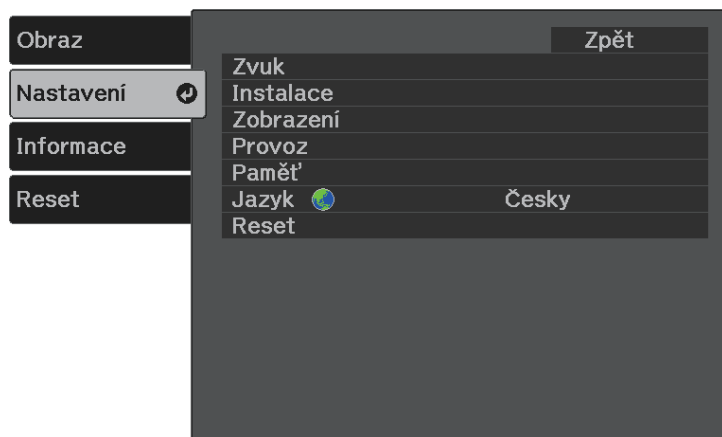 Obraz
Nastavení
Informace
Reset
Zpět
Zvuk
Instalace
Zobrazení
Provoz
Paměť
Jazyk Česky
Reset